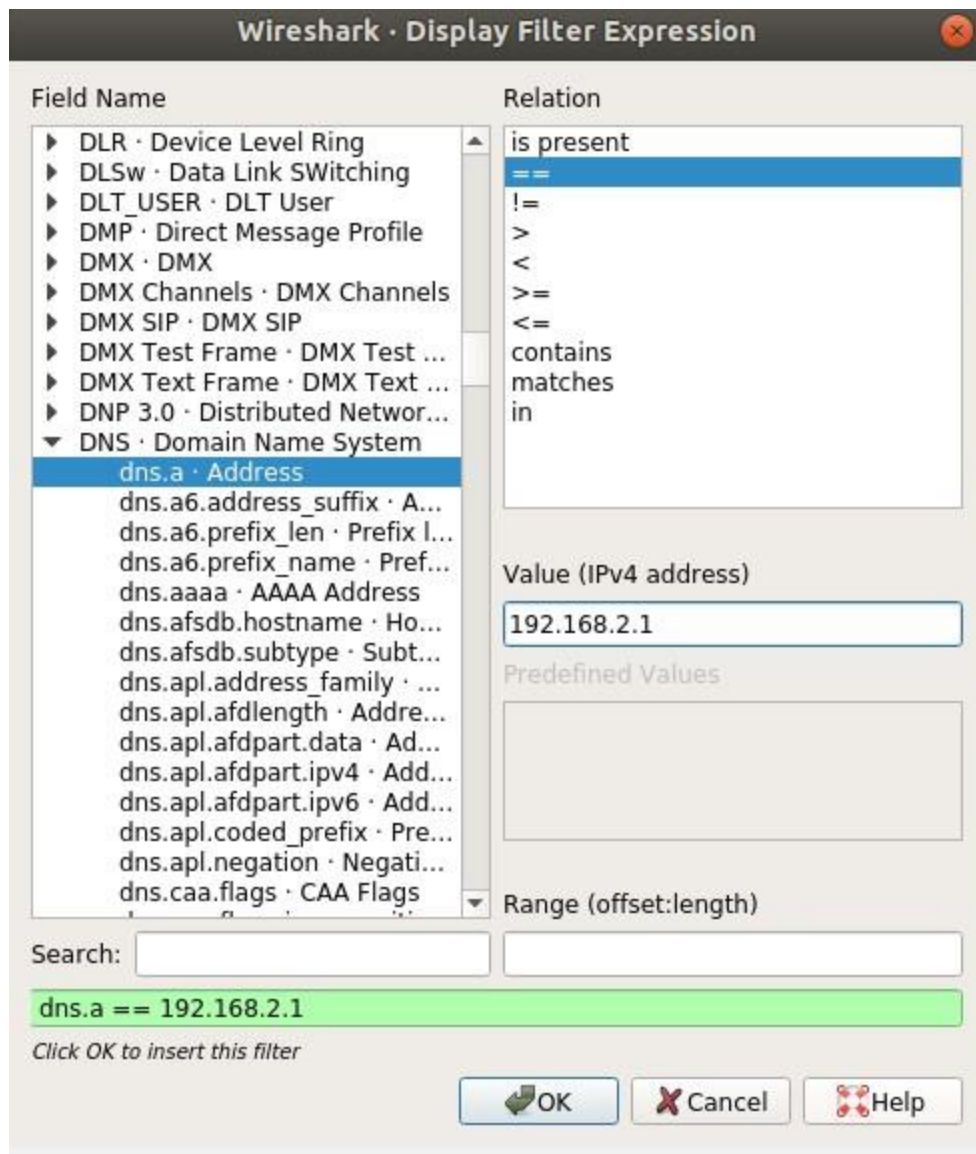 Wireshark · Display Filter Expression
Field Name
DLR · Device Level Ring
DLSw · Data Link SWitching
DLT_USER · DLT User
DMP · Direct Message Profile
DMX · DMX
DMX Channels · DMX Channels
DMX SIP · DMX SIP
DMX Test Frame · DMX Test ...
DMX Text Frame · DMX Text ...
DNP 3.0 · Distributed Networ...
DNS · Domain Name System
dns.a · Address
dns.a6.address_suffix · A...
dns.a6.prefix_len · Prefix l...
dns.a6.prefix_name · Pref...
dns.aaaa · AAAA Address
dns.afsdb.hostname · Ho...
dns.afsdb.subtype · Subt...
dns.apl.address_family · ...
dns.apl.afdlength · Addre...
dns.apl.afdpart.data · Ad...
dns.apl.afdpart.ipv4 · Add...
dns.apl.afdpart.ipv6 · Add...
dns.apl.coded_prefix · Pre...
dns.apl.negation · Negati...
dns.caa.flags · CAA Flags
Relation
is present
==
!=
>
<
>=
<=
contains
matches
in
Value (IPv4 address)
192.168.2.1
Predefined Values
Range (offset:length)
Search:
dns.a == 192.168.2.1
Click OK to insert this filter
OK
Cancel
Help